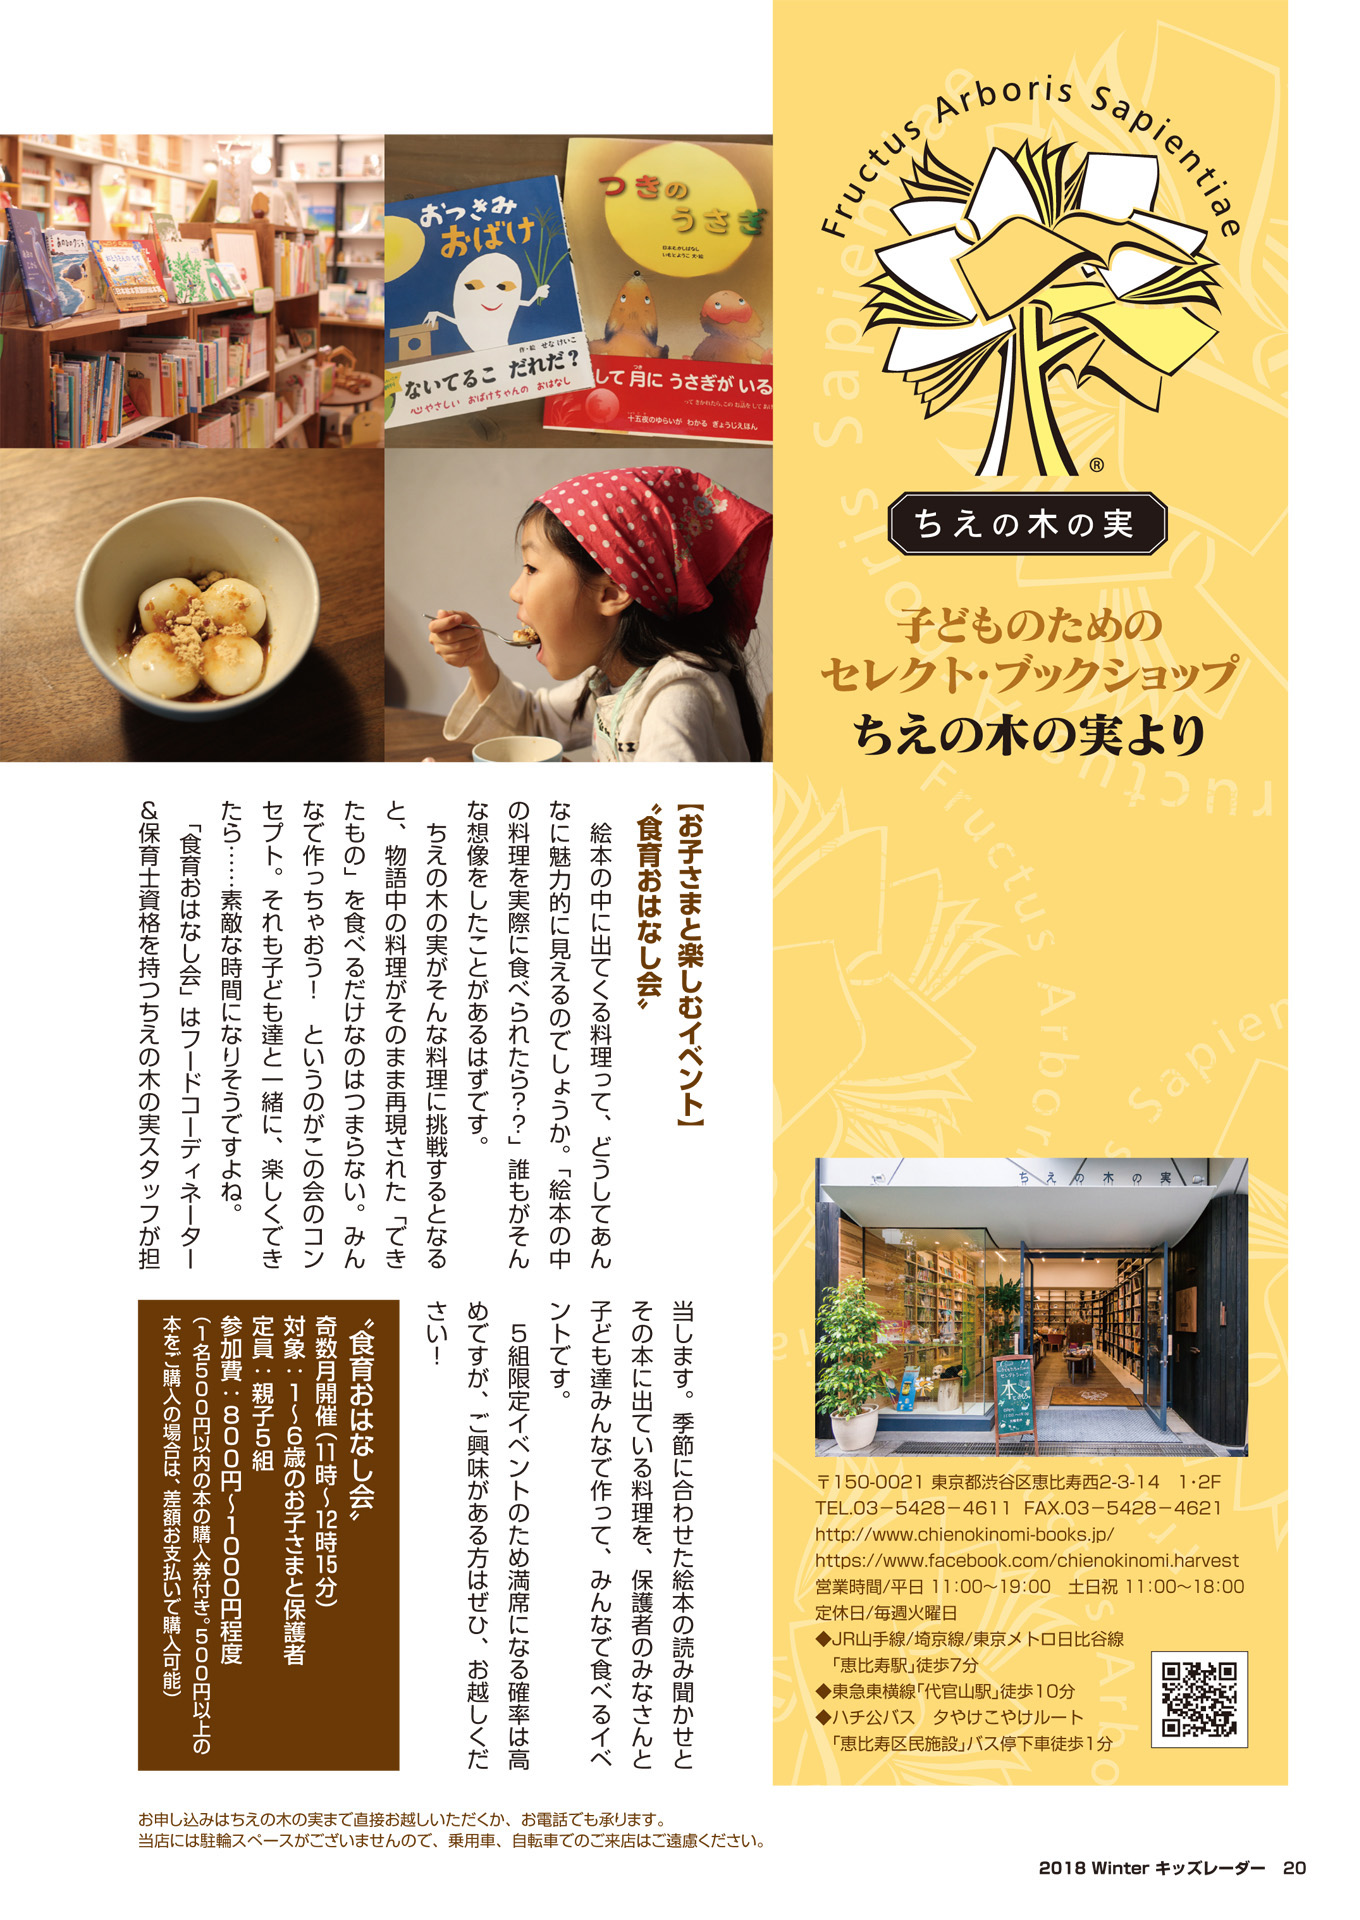 Fructus Arboris Sapientiae
®
ちえの木の実
子どものための
セレクト・ブックショップ
ちえの木の実より
おつきみ
おばけ
作・絵 せな けいこ
ないてるこ だれだ?
心やさしい おばけちゃんの おはなし
つきの
うさぎ
日本むかしばなし
いもとようこ 文・絵
して月に うさぎが いる
十五夜のゆらいが わかる ぎょうじえほん
【お子さまと楽しむイベント】
〝食育おはなし会〟
絵本の中に出てくる料理って、どうしてあん
なに魅力的に見えるのでしょうか。「絵本の中
の料理を実際に食べられたら??」誰もがそん
な想像をしたことがあるはずです。
ちえの木の実がそんな料理に挑戦するとなる
と、物語中の料理がそのまま再現された「でき
たもの」を食べるだけなのはつまらない。みん
なで作っちゃおう! というのがこの会のコン
セプト。それも子ども達と一緒に、楽しくでき
たら……素敵な時間になりそうですよね。
「食育おはなし会」はフードコーディネーター
&保育士資格を持つちえの木の実スタッフが担
当します。季節に合わせた絵本の読み聞かせと
その本に出ている料理を、保護者のみなさんと
子ども達みんなで作って、みんなで食べるイベ
ントです。
5組限定イベントのため満席になる確率は高
めですが、ご興味がある方はぜひ、お越しくだ
さい!
〝食育おはなし会〟
奇数月開催(11時〜12時15分)
対象:1〜6歳のお子さまと保護者
定員:親子5組
参加費:800円〜1000円程度
(1名500円以内の本の購入券付き。500円以上の
本をご購入の場合は、差額お支払いで購入可能)
ちえの木の実
〒150-0021 東京都渋谷区恵比寿西2-3-14 1・2F
TEL.03−5428−4611 FAX.03−5428−4621
http://www.chienokinomi-books.jp/
https://www.facebook.com/chienokinomi.harvest
営業時間/平日 11:00〜19:00 土日祝 11:00〜18:00
定休日/毎週火曜日
◆JR山手線/埼京線/東京メトロ日比谷線
「恵比寿駅」徒歩7分
◆東急東横線「代官山駅」徒歩10分
◆ハチ公バス 夕やけこやけルート
「恵比寿区民施設」バス停下車徒歩1分
お申し込みはちえの木の実まで直接お越しいただくか、お電話でも承ります。
当店には駐輪スペースがございませんので、乗用車、自転車でのご来店はご遠慮ください。
2018 Winter キッズレーダー 20